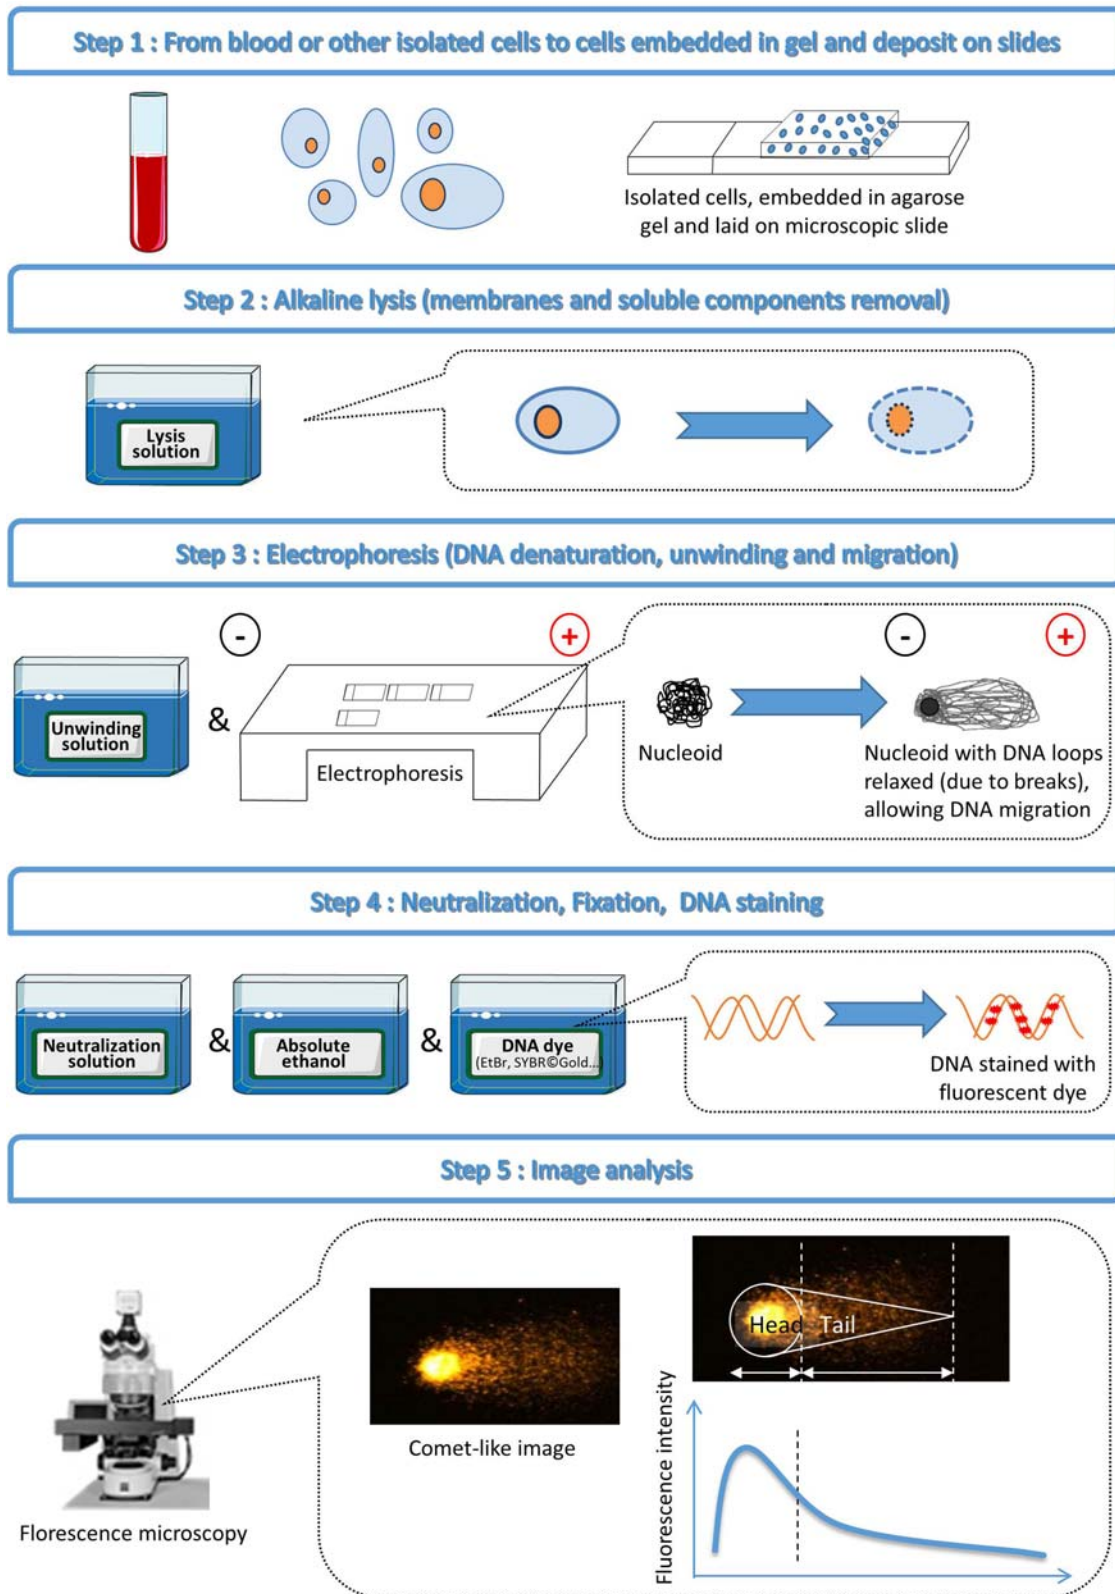 Step 1 : From blood or other isolated cells to cells embedded in gel and deposit on slides
Isolated cells, embedded in agarose
gel and laid on microscopic slide
Step 2 : Alkaline lysis (membranes and soluble components removal)
Lysis
solution
Step 3 : Electrophoresis (DNA denaturation, unwinding and migration)
- + - +
Unwinding
solution
&
Electrophoresis
Nucleoid
Nucleoid with DNA loops
relaxed (due to breaks),
allowing DNA migration
Step 4 : Neutralization, Fixation, DNA staining
Neutralization
solution
&
Absolute
ethanol
&
DNA dye
(EtBr, SYBR©Gold...)
DNA stained with
fluorescent dye
Step 5 : Image analysis
Head Tail
Comet-like image
Fluorescence intensity
Florescence microscopy